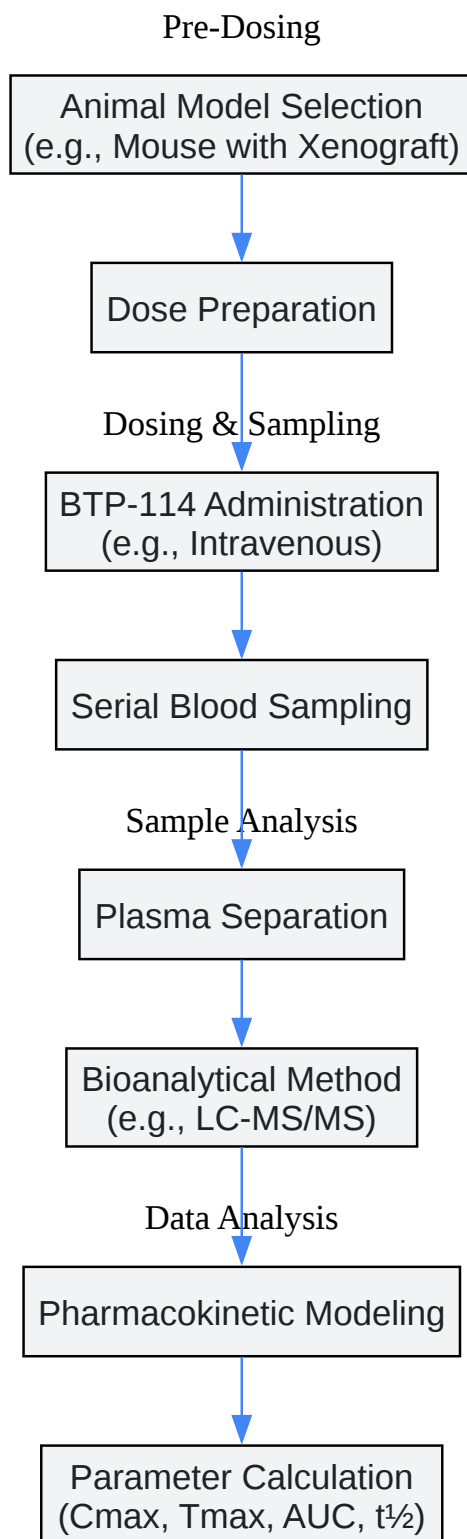 Pre-Dosing
Animal Model Selection
(e.g., Mouse with Xenograft)
Dose Preparation
Dosing & Sampling
BTP-114 Administration
(e.g., Intravenous)
Serial Blood Sampling
Sample Analysis
Plasma Separation
Bioanalytical Method
(e.g., LC-MS/MS)
Data Analysis
Pharmacokinetic Modeling
Parameter Calculation
(Cmax, Tmax, AUC, t½)